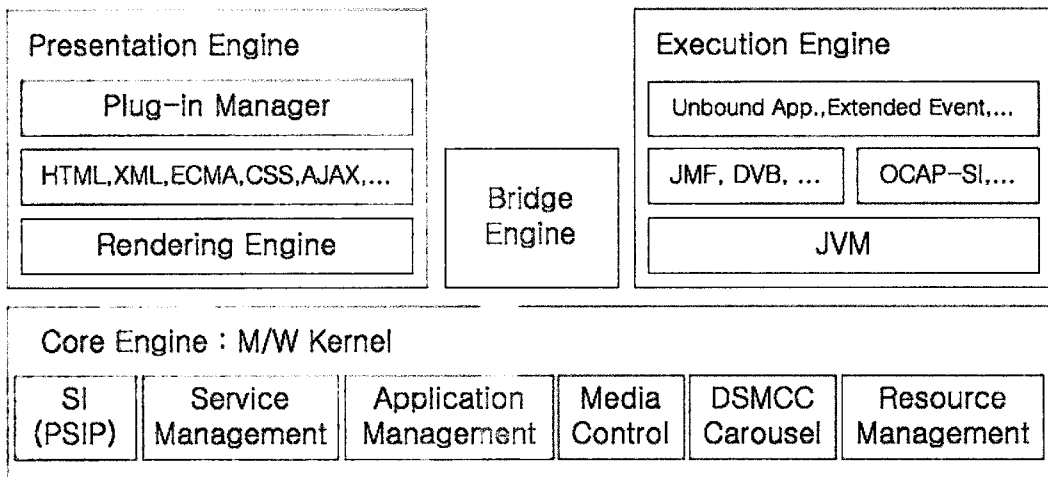 Presentation Engine
Plug-in Manager
HTML,XML,ECMA,CSS,AJAX,...
Rendering Engine
Bridge
Engine
Execution Engine
Unbound App.,Extended Event,...
JMF, DVB, ...
OCAP-SI,...
JVM
Core Engine : M/W Kernel
SI
(PSIP)
Service
Management
Application
Management
Media
Control
DSMCC
Carousel
Resource
Management